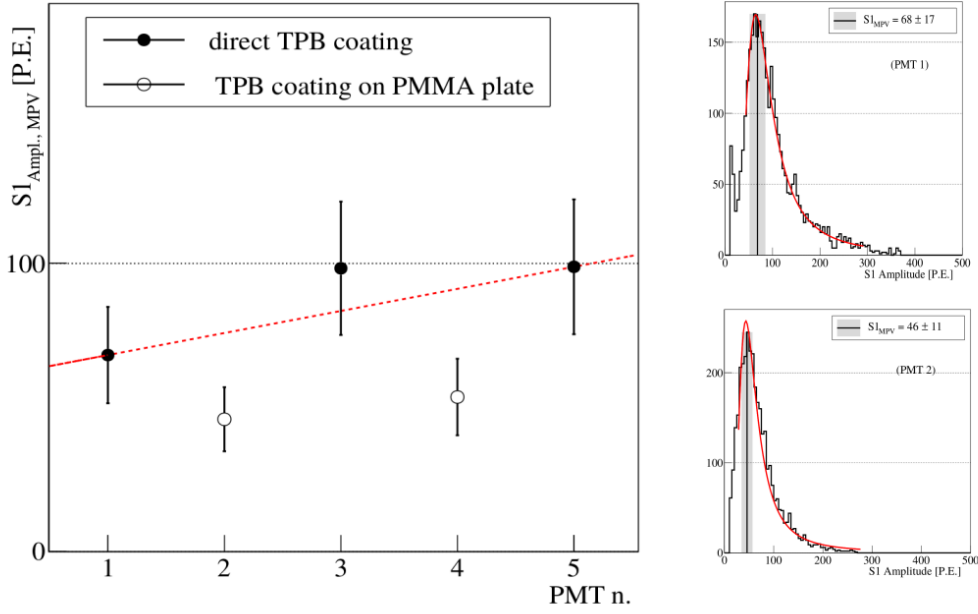 S1Ampl., MPV [P.E.]
direct TPB coating
TPB coating on PMMA plate
100
0
1 2 3 4 5
PMT n.
S1MPV = 68 ± 17
(PMT 1)
150
100
50
0
0 100 200 300 400 500
S1 Amplitude [P.E.]
S1MPV = 46 ± 11
(PMT 2)
200
100
0
0 100 200 300 400 500
S1 Amplitude [P.E.]